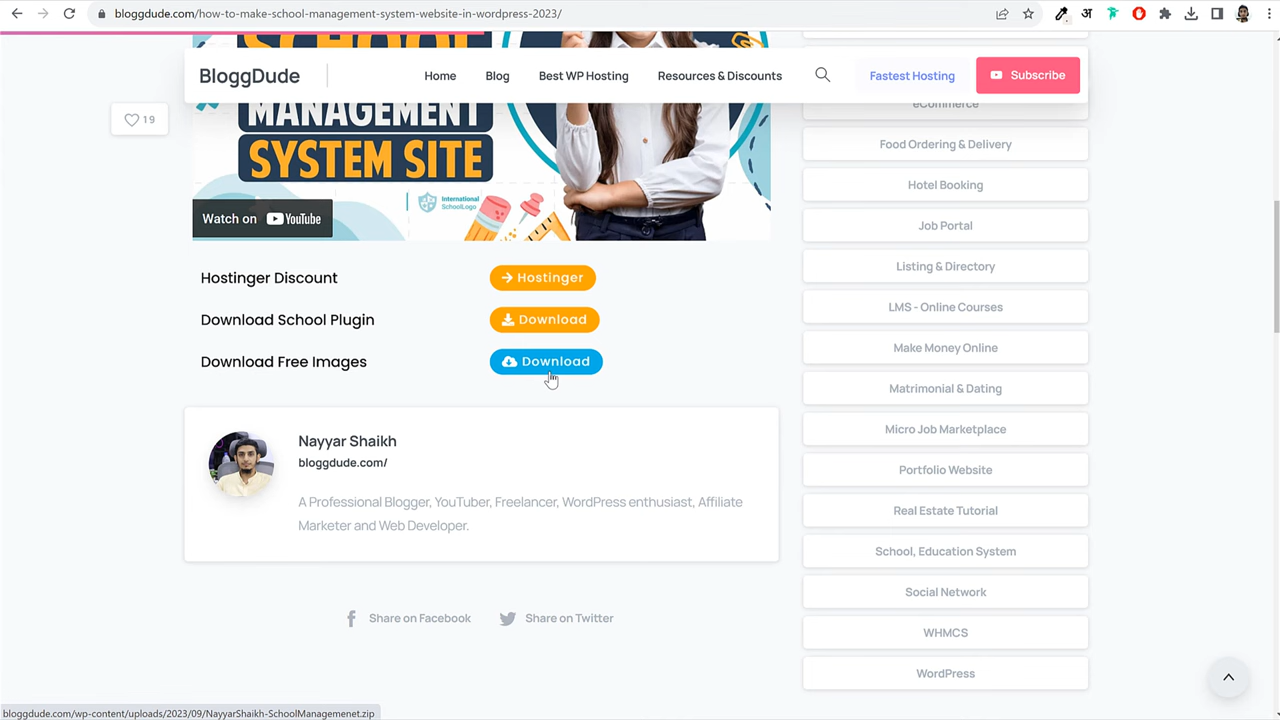 bloggdude.com/how-to-make-school-management-system-website-in-wordpress-2023/
BloggDude
Home
Blog
Best WP Hosting
Resources & Discounts
Fastest Hosting
Subscribe
19
MANAGEMENT
SYSTEM SITE
International
SchoolLogo
Watch on YouTube
Hostinger Discount
Hostinger
Download School Plugin
Download
Download Free Images
Download
Nayyar Shaikh
bloggdude.com/
A Professional Blogger, YouTuber, Freelancer, WordPress enthusiast, Affiliate
Marketer and Web Developer.
Share on Facebook
Share on Twitter
eCommerce
Food Ordering & Delivery
Hotel Booking
Job Portal
Listing & Directory
LMS - Online Courses
Make Money Online
Matrimonial & Dating
Micro Job Marketplace
Portfolio Website
Real Estate Tutorial
School, Education System
Social Network
WHMCS
WordPress
bloggdude.com/wp-content/uploads/2023/09/NayyarShaikh-SchoolManagemenet.zip